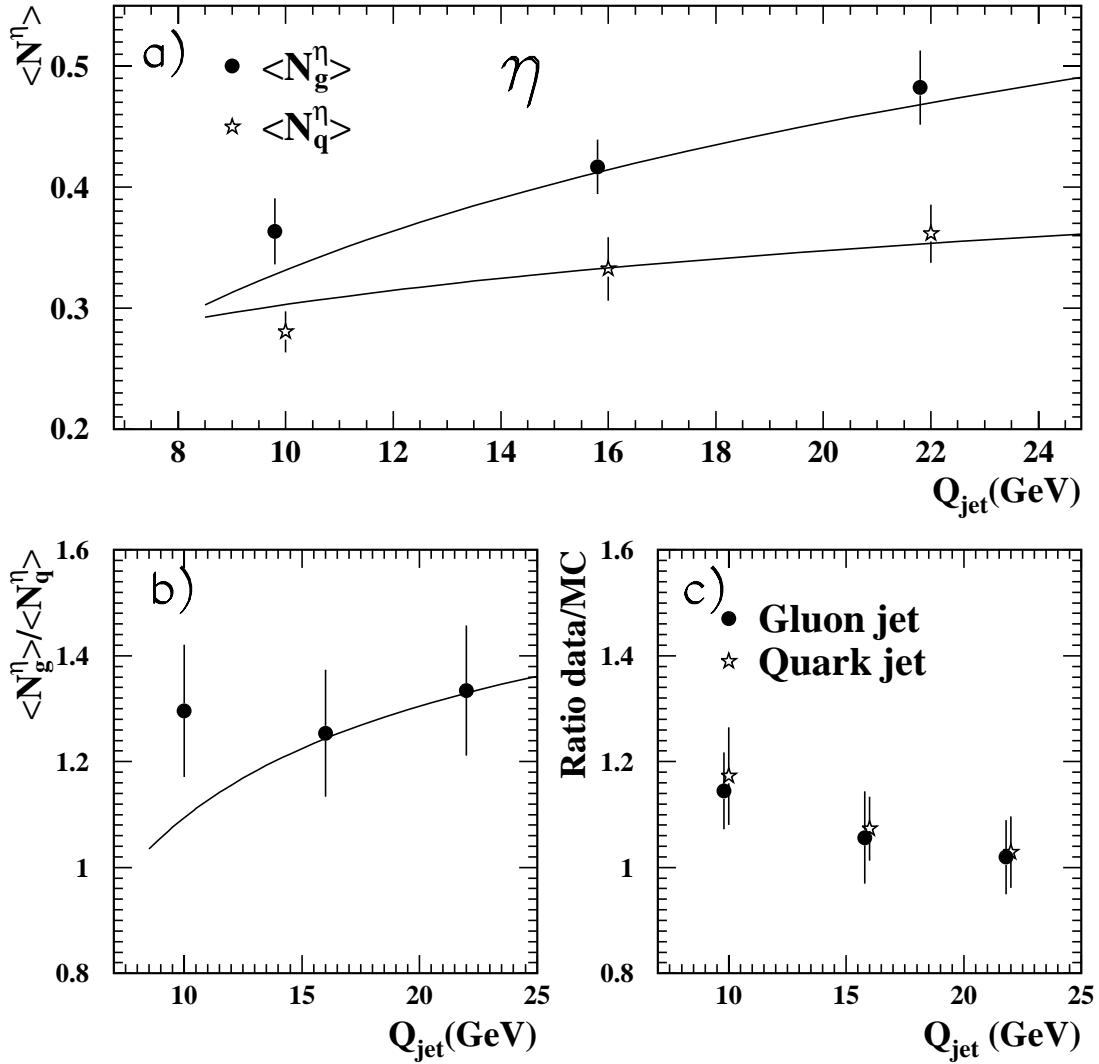 <N^η>
a)
<N_g^η>
<N_q^η>
η
0.5
0.4
0.3
0.2
8 10 12 14 16 18 20 22 24
Q_jet(GeV)
<N_g^η>/<N_q^η>
b)
1.6
1.4
1.2
1
0.8
10 15 20 25
Q_jet(GeV)
Ratio data/MC
c)
Gluon jet
Quark jet
1.6
1.4
1.2
1
0.8
10 15 20 25
Q_jet (GeV)